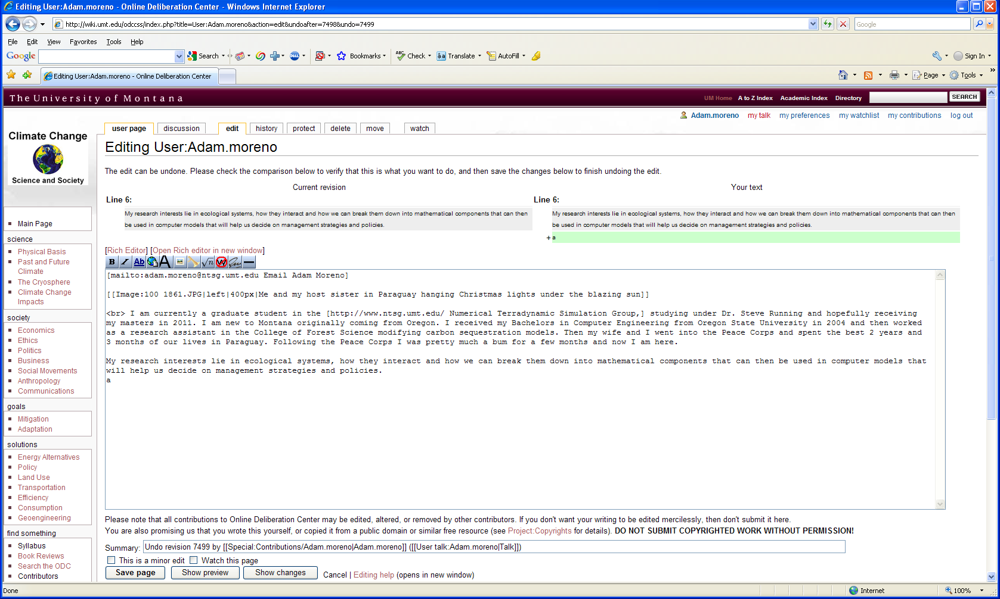 Editing User:Adam.moreno - Online Deliberation Center - Windows Internet Explorer
http://wiki.umt.edu/odccss/index.php?title=User:Adam.moreno&action=edit&undoafter=7498&undo=7499
Google
File Edit View Favorites Tools Help
Google Search Bookmarks ABC Check Translate AutoFill Sign In
Editing User:Adam.moreno - Online Deliberation Center
Page Tools
The University of Montana
UM Home A to Z Index Academic Index Directory SEARCH
Adam.moreno my talk my preferences my watchlist my contributions log out
user page discussion edit history protect delete move watch
Climate Change
Science and Society
Main Page
science
Physical Basis
Past and Future
Climate
The Cryosphere
Climate Change
Impacts
society
Economics
Ethics
Politics
Business
Social Movements
Anthropology
Communications
goals
Mitigation
Adaptation
solutions
Energy Alternatives
Policy
Land Use
Transportation
Efficiency
Consumption
Geoengineering
find something
Syllabus
Book Reviews
Search the ODC
Contributors
Editing User:Adam.moreno
The edit can be undone. Please check the comparison below to verify that this is what you want to do, and then save the changes below to finish undoing the edit.
Current revision
Your text
Line 6:
Line 6:
My research interests lie in ecological systems, how they interact and how we can break them down into mathematical components that can then
be used in computer models that will help us decide on management strategies and policies.
My research interests lie in ecological systems, how they interact and how we can break them down into mathematical components that can then
be used in computer models that will help us decide on management strategies and policies.
+ a
[Rich Editor] [Open Rich editor in new window]
B I Ab A √n W
[mailto:adam.moreno@ntsg.umt.edu Email Adam Moreno]
[[Image:100 1861.JPG|left|400px|Me and my host sister in Paraguay hanging Christmas lights under the blazing sun]]
<br> I am currently a graduate student in the [http://www.ntsg.umt.edu/ Numerical Terradynamic Simulation Group,] studying under Dr. Steve Running and hopefully receiving
my masters in 2011. I am new to Montana originally coming from Oregon. I received my Bachelors in Computer Engineering from Oregon State University in 2004 and then worked
as a research assistant in the College of Forest Science modifying carbon sequestration models. Then my wife and I went into the Peace Corps and spent the best 2 years and
3 months of our lives in Paraguay. Following the Peace Corps I was pretty much a bum for a few months and now I am here.
My research interests lie in ecological systems, how they interact and how we can break them down into mathematical components that can then be used in computer models that
will help us decide on management strategies and policies.
a
Please note that all contributions to Online Deliberation Center may be edited, altered, or removed by other contributors. If you don't want your writing to be edited mercilessly, then don't submit it here.
You are also promising us that you wrote this yourself, or copied it from a public domain or similar free resource (see Project:Copyrights for details). DO NOT SUBMIT COPYRIGHTED WORK WITHOUT PERMISSION!
Summary: Undo revision 7499 by [[Special:Contributions/Adam.moreno|Adam.moreno]] ([[User talk:Adam.moreno|Talk]])
This is a minor edit Watch this page
Save page Show preview Show changes Cancel | Editing help (opens in new window)
Done Internet 100%